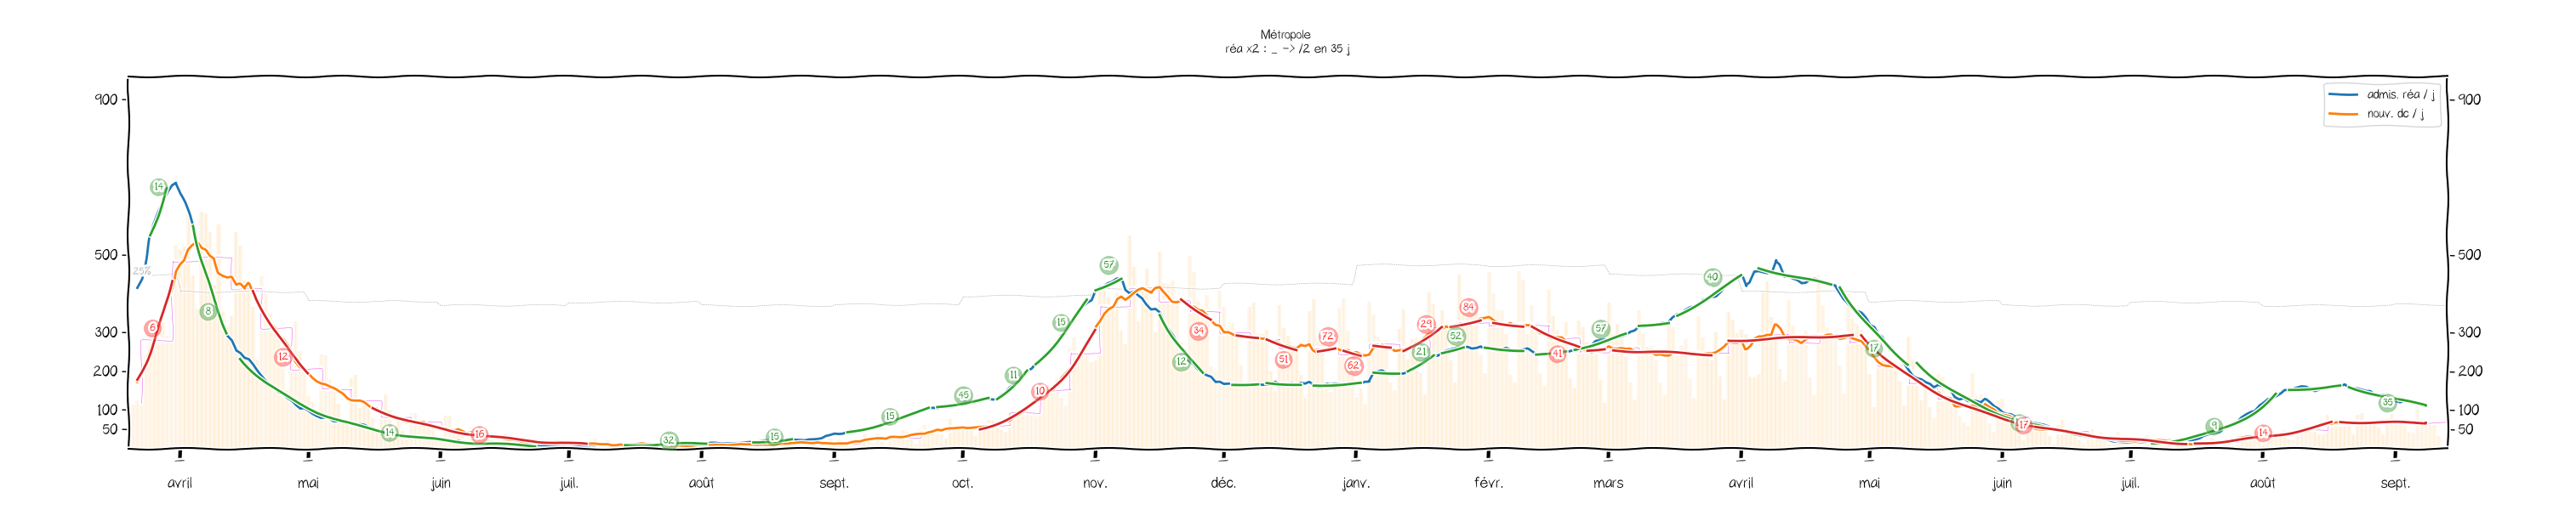 Métropole
réa x2 : _ -> /2 en 35 j
900
500
300
200
100
50
900
500
300
200
100
50
admis. réa / j
nouv. dc / j
25%
14
6
8
12
14
16
32
15
15
45
11
10
15
57
12
34
51
72
62
21
29
52
84
41
57
40
17
17
9
14
35
avril
mai
juin
juil.
août
sept.
oct.
nov.
déc.
janv.
févr.
mars
avril
mai
juin
juil.
août
sept.